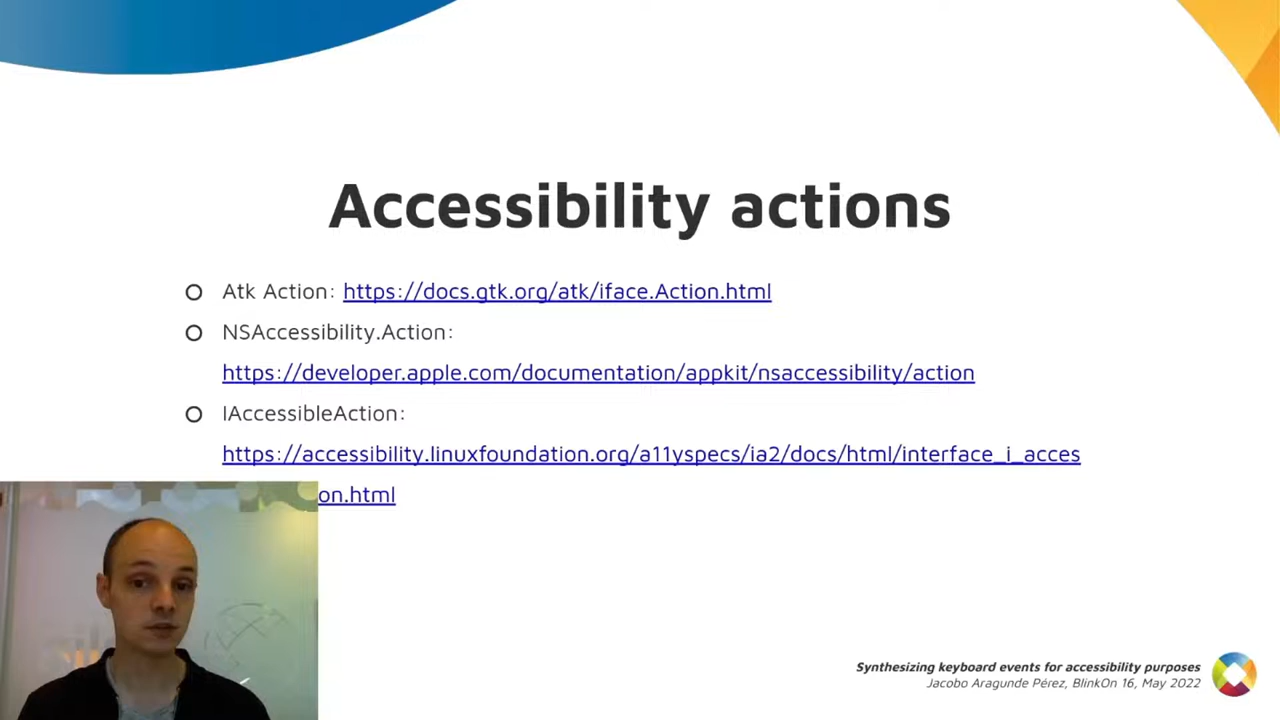 Accessibility actions
Atk Action: https://docs.gtk.org/atk/iface.Action.html
NSAccessibility.Action:
https://developer.apple.com/documentation/appkit/nsaccessibility/action
IAccessibleAction:
https://accessibility.linuxfoundation.org/a11yspecs/ia2/docs/html/interface_i_acces
on.html
Synthesizing keyboard events for accessibility purposes
Jacobo Aragunde Pérez, BlinkOn 16, May 2022